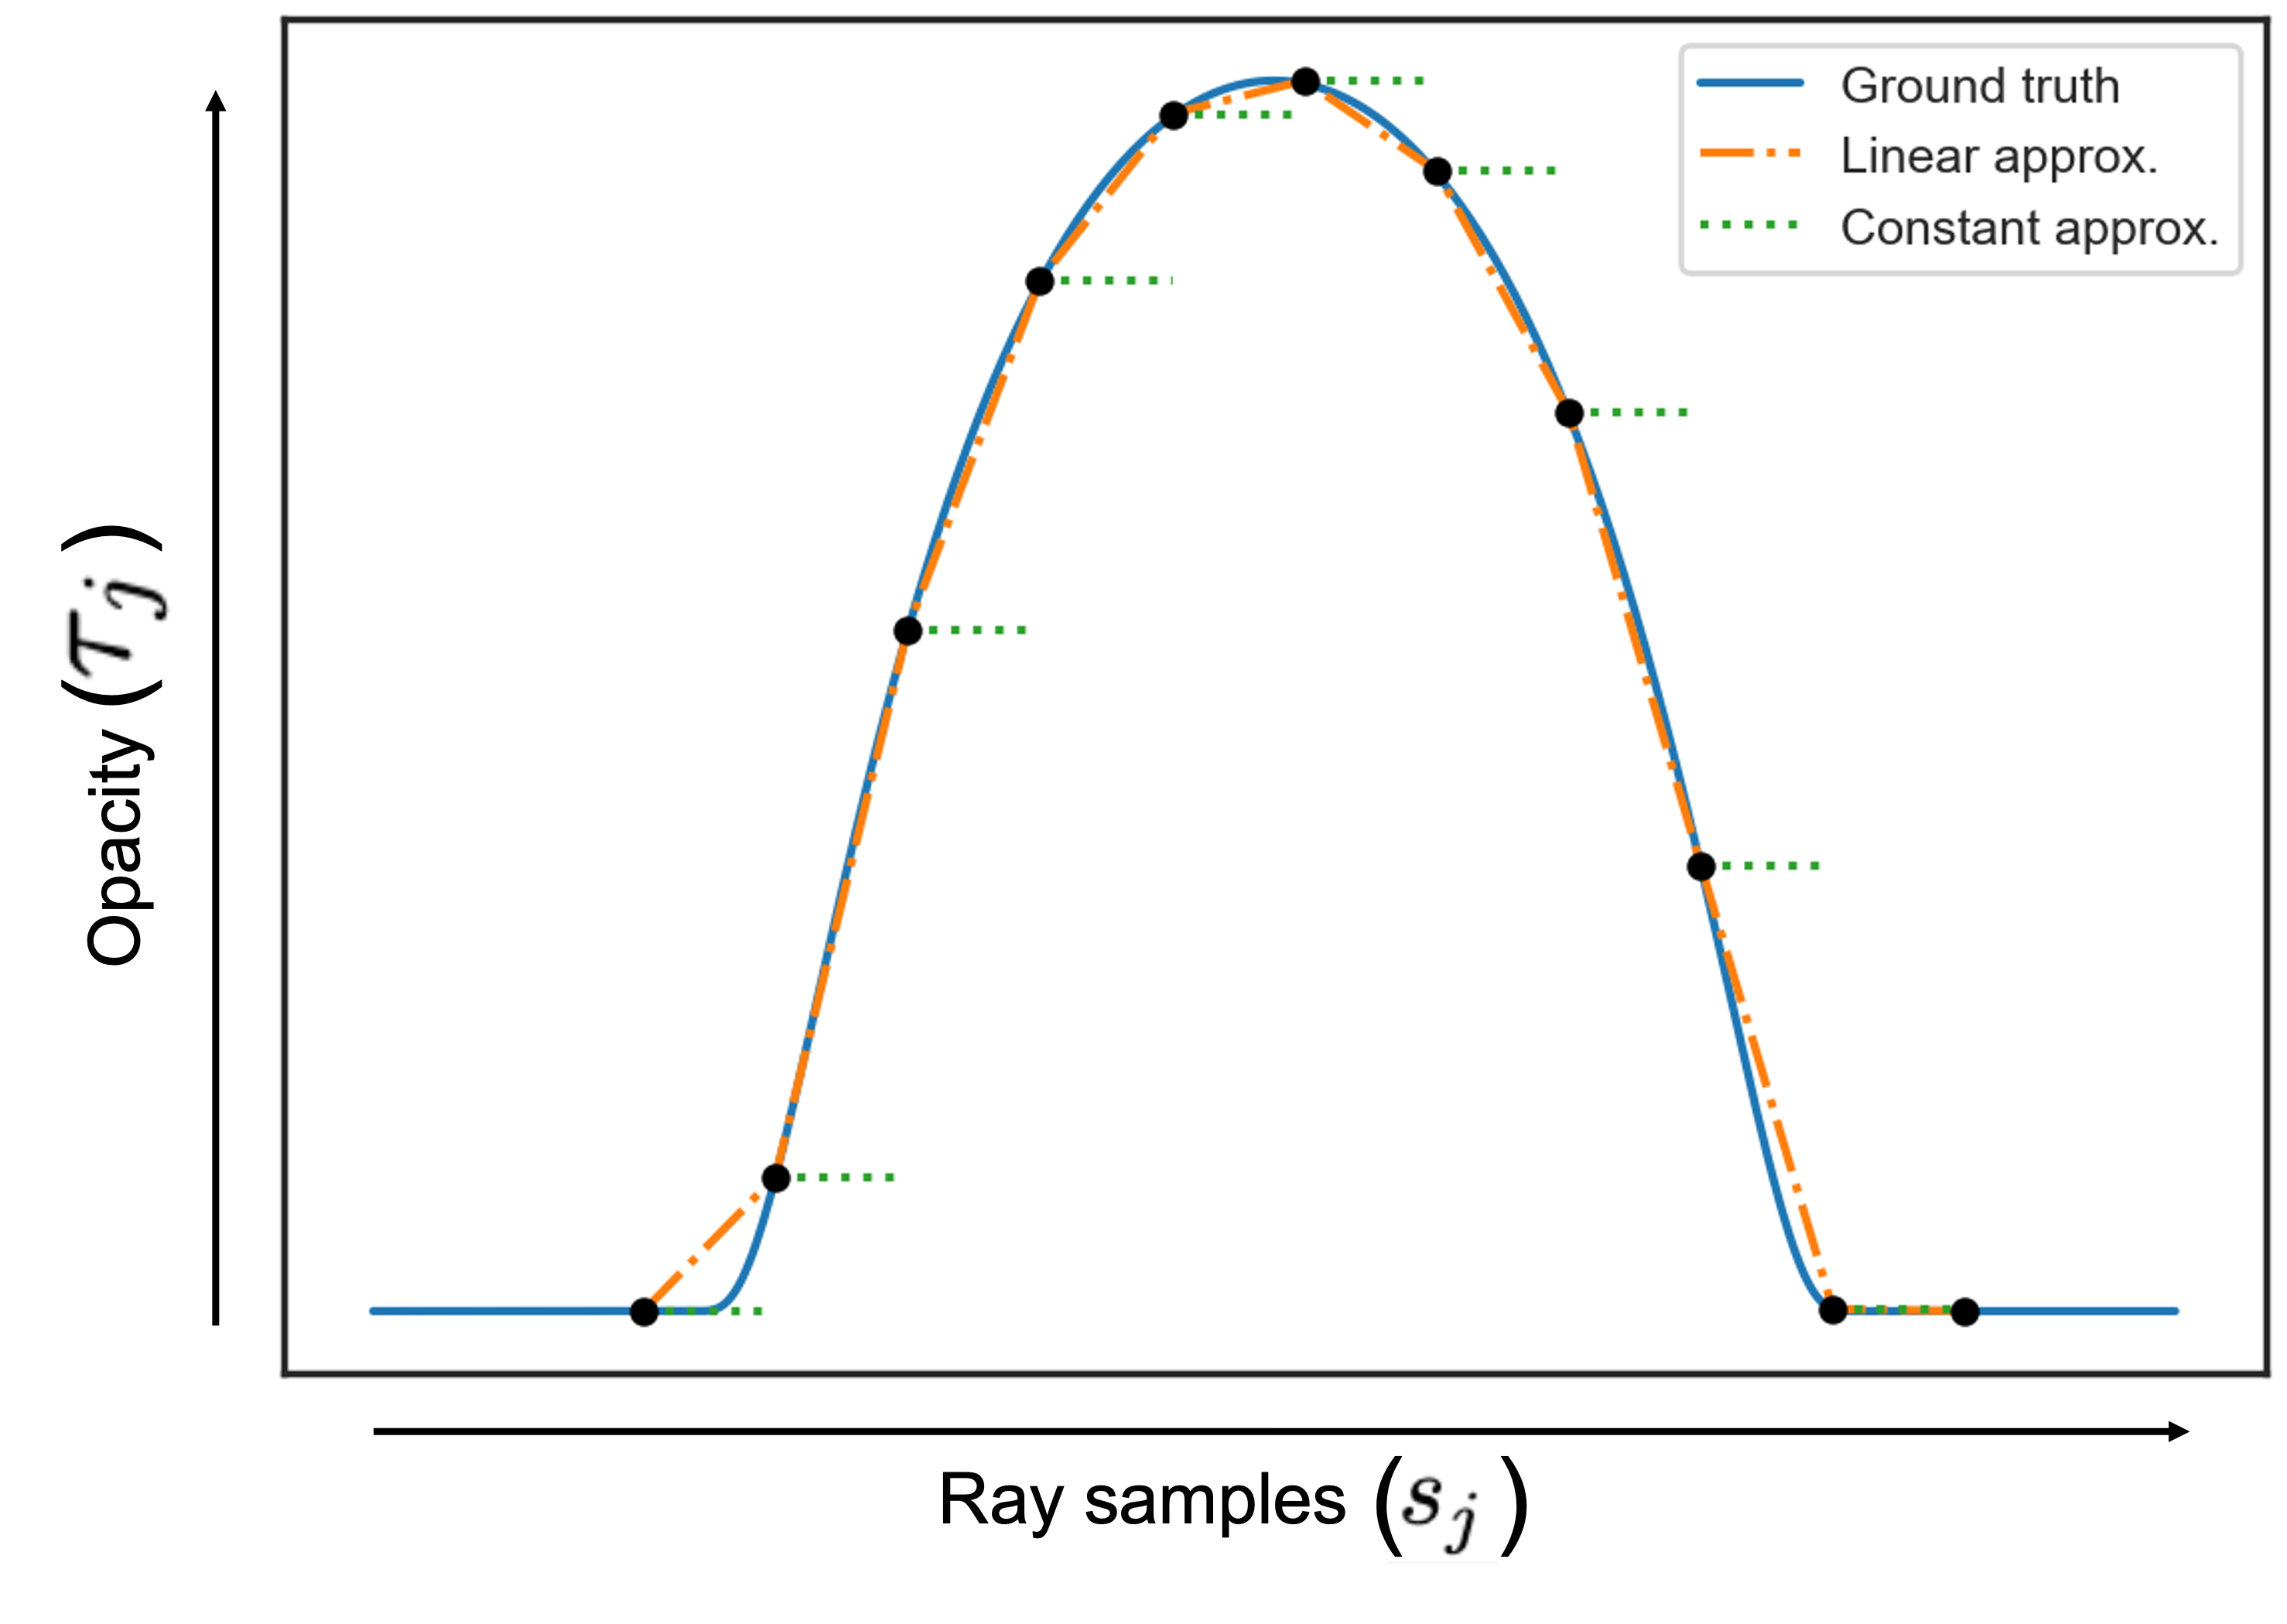 Ground truth
Linear approx.
Constant approx.
Opacity (τj)
Ray samples (sj)